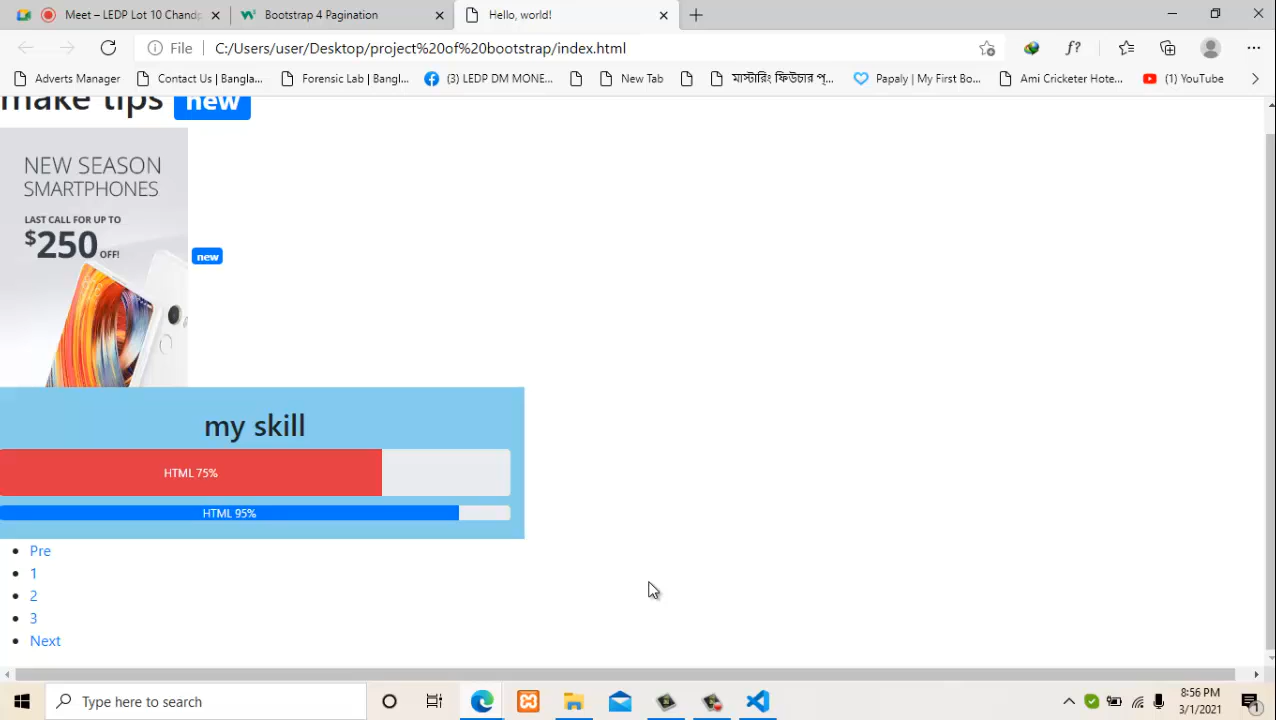 Meet – LEDP Lot 10 Chandp
Bootstrap 4 Pagination
Hello, world!
File
C:/Users/user/Desktop/project%20of%20bootstrap/index.html
Adverts Manager
Contact Us | Bangla...
Forensic Lab | Bangl...
(3) LEDP DM MONE...
New Tab
মাস্টারিং ফিউচার প্...
Papaly | My First Bo...
Ami Cricketer Hote...
(1) YouTube
make tips new
NEW SEASON
SMARTPHONES
LAST CALL FOR UP TO
$250 OFF!
new
my skill
HTML 75%
HTML 95%
Pre
1
2
3
Next
Type here to search
8:56 PM
3/1/2021